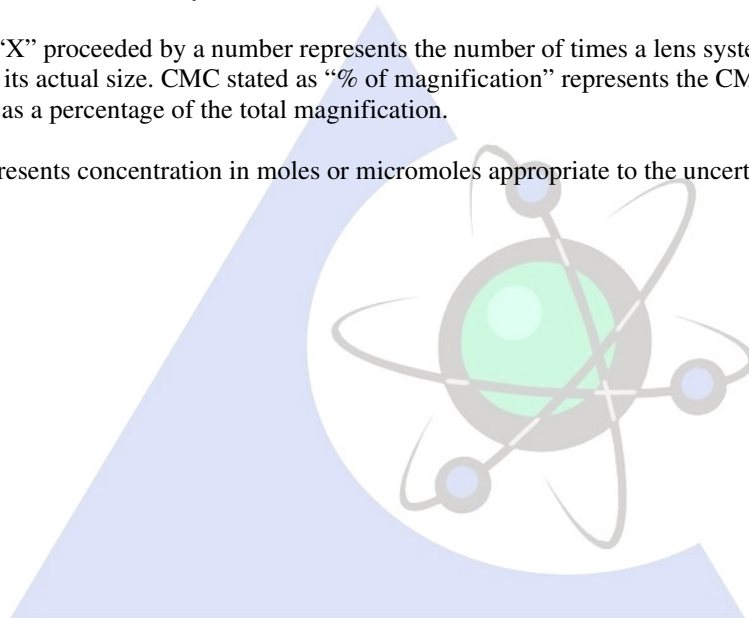 “X” proceeded by a number represents the number of times a lens syste
its actual size. CMC stated as “% of magnification” represents the CM
as a percentage of the total magnification.
resents concentration in moles or micromoles appropriate to the uncert